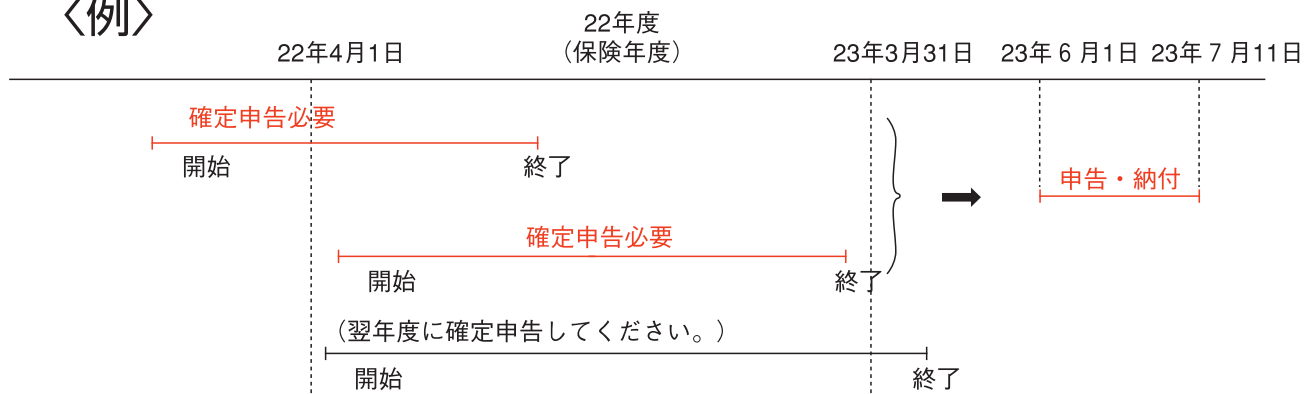 〈例〉
22年度
（保険年度）
22年4月1日
23年3月31日
23年6月1日
23年7月11日
確定申告必要
開始
終了
申告・納付
確定申告必要
開始
終了
（翌年度に確定申告してください。）
開始
終了